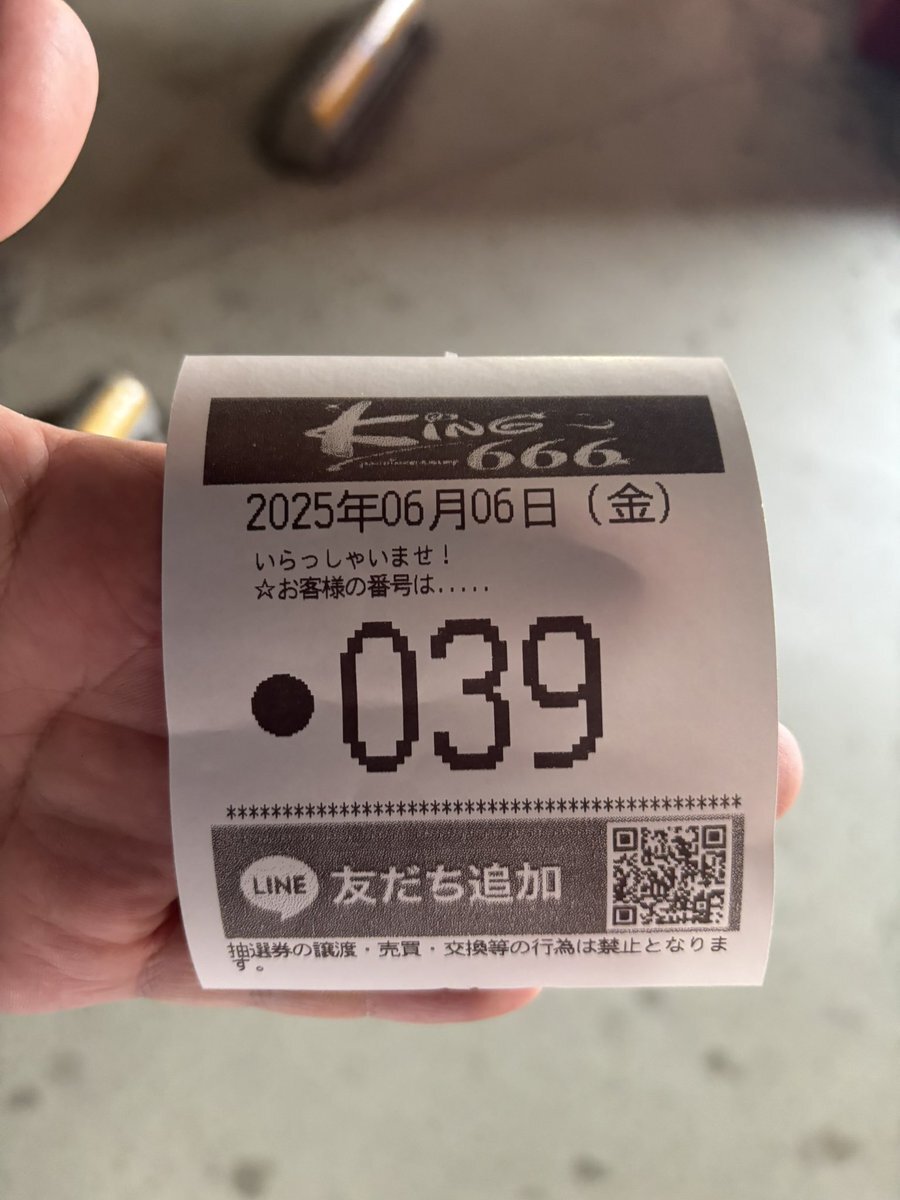 KING
666
2025年06月06日（金）
いらっしゃいませ！
☆お客様の番号は.....
●039
*******************************************
LINE 友だち追加
抽選券の譲渡・売買・交換等の行為は禁止となりま
す。